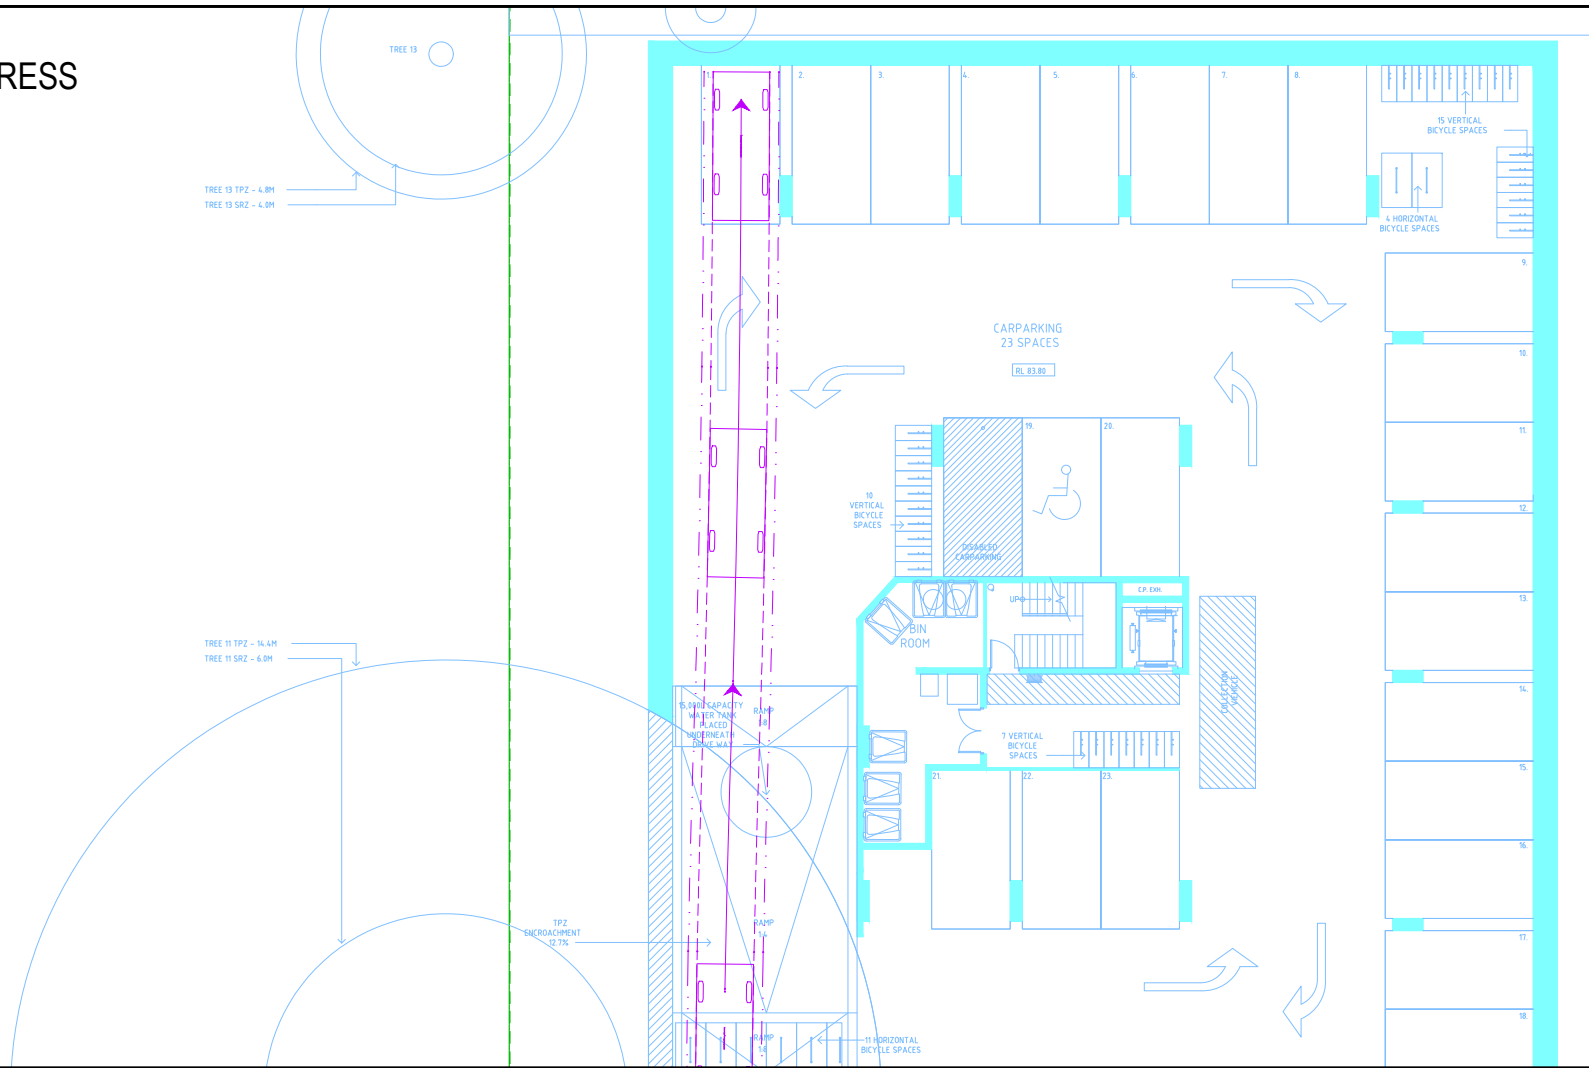 RESS
TREE 13
1.
2.
3.
4.
5.
6.
7.
8.
15 VERTICAL
BICYCLE SPACES
TREE 13 TPZ - 4.8M
TREE 13 SRZ - 4.0M
4 HORIZONTAL
BICYCLE SPACES
9.
CARPARKING
23 SPACES
RL 83.80
10.
19.
20.
11.
10
VERTICAL
BICYCLE
SPACES
12.
DISABLED
CARPARKING
C.P. EXH.
UP
13.
BIN
ROOM
TREE 11 TPZ - 14.4M
TREE 11 SRZ - 6.0M
COLLECTION
VEHICLE
14.
15,000L CAPACITY
WATER TANK
PLACED
UNDERNEATH
DRIVE WAY
RAMP
1:8
7 VERTICAL
BICYCLE
SPACES
15.
21.
22.
23.
16.
TPZ
ENCROACHMENT
12.7%
RAMP
1:4
17.
18.
RAMP
1:8
11 HORIZONTAL
BICYCLE SPACES